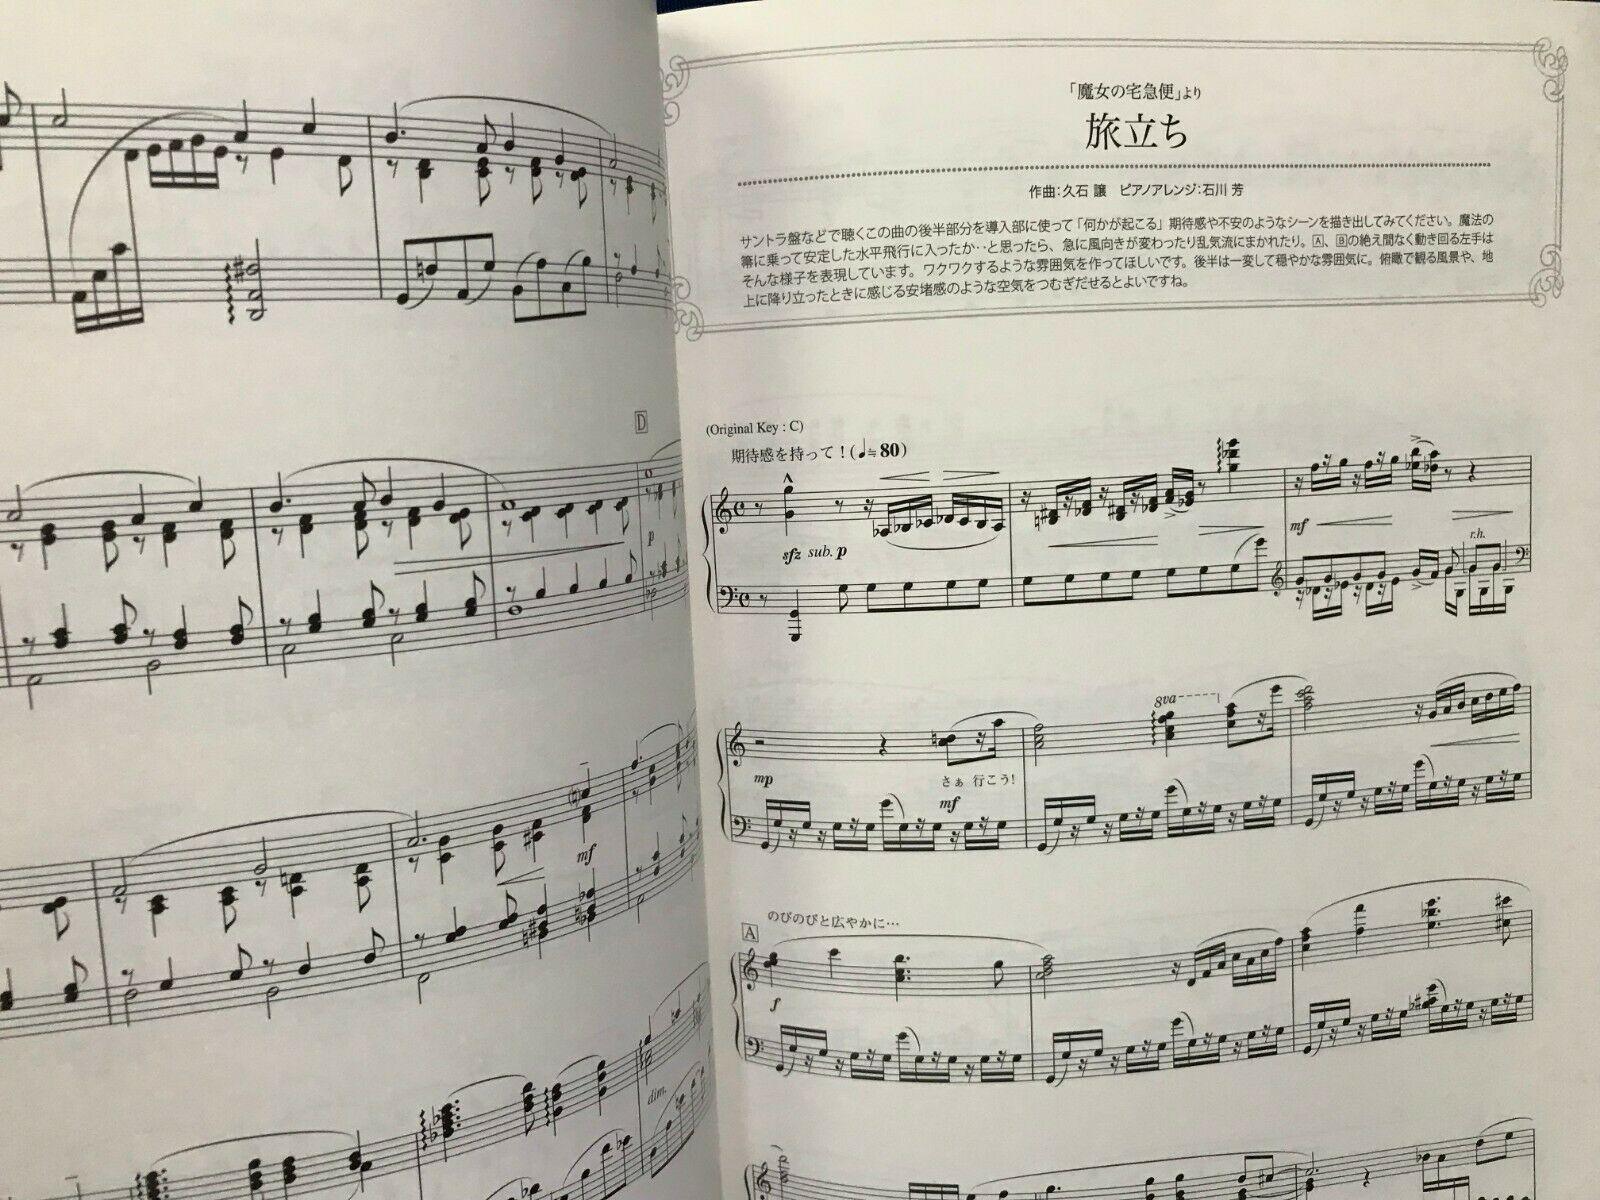 D
p
mf
dim.
「魔女の宅急便」より
旅立ち
作曲:久石 譲 ピアノアレンジ:石川 芳
サントラ盤などで聴くこの曲の後半部分を導入部に使って「何かが起こる」期待感や不安のようなシーンを描き出してみてください。魔法の
箒に乗って安定した水平飛行に入ったか…と思ったら、急に風向きが変わったり乱気流にまかれたり。A、Bの絶え間なく動き回る左手は
そんな様子を表現しています。ワクワクするような雰囲気を作ってほしいです。後半は一変して穏やかな雰囲気に。俯瞰で観る風景や、地
上に降り立ったときに感じる安堵感のような空気をつむぎだせるとよいですね。
(Original Key : C)
期待感を持って!(♩≒80)
sfz sub. p
mf
r.h.
8va
mp
さぁ 行こう!
mf
A
のびのびと広やかに…
f